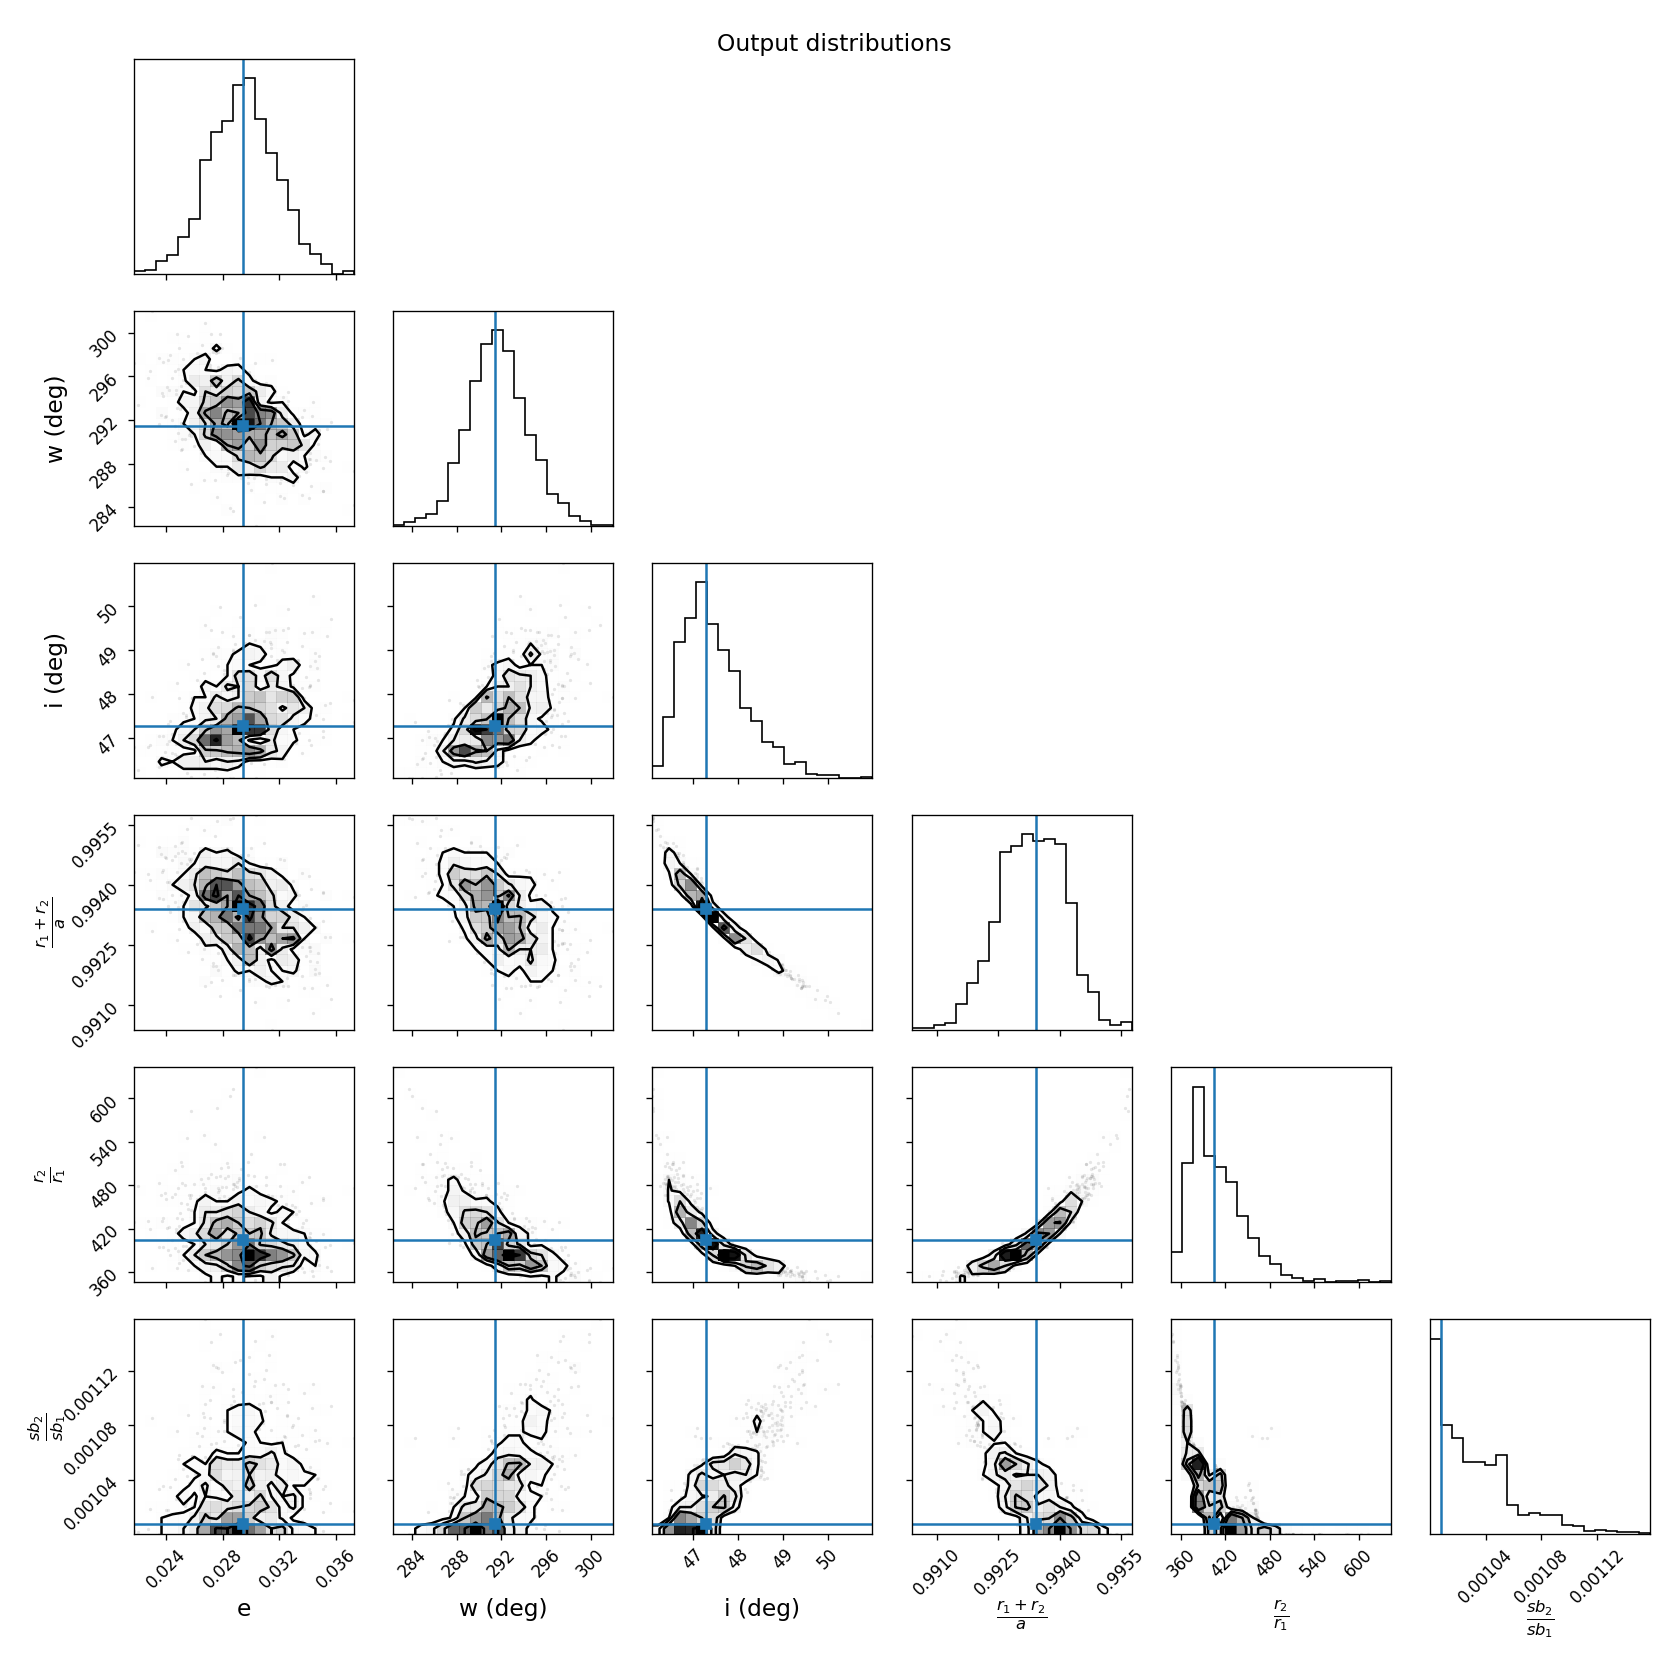 Output distributions
w (deg)
300
296
292
288
284
i (deg)
50
49
48
47
r₁ + r₂
a
0.9955
0.9940
0.9925
0.9910
r₂
r₁
600
540
480
420
360
sb₂
sb₁
0.00112
0.00108
0.00104
0.024 0.028 0.032 0.036
284 288 292 296 300
47 48 49 50
0.9910 0.9925 0.9940 0.9955
360 420 480 540 600
0.00104 0.00108 0.00112
e
w (deg)
i (deg)
r₁ + r₂
a
r₂
r₁
sb₂
sb₁